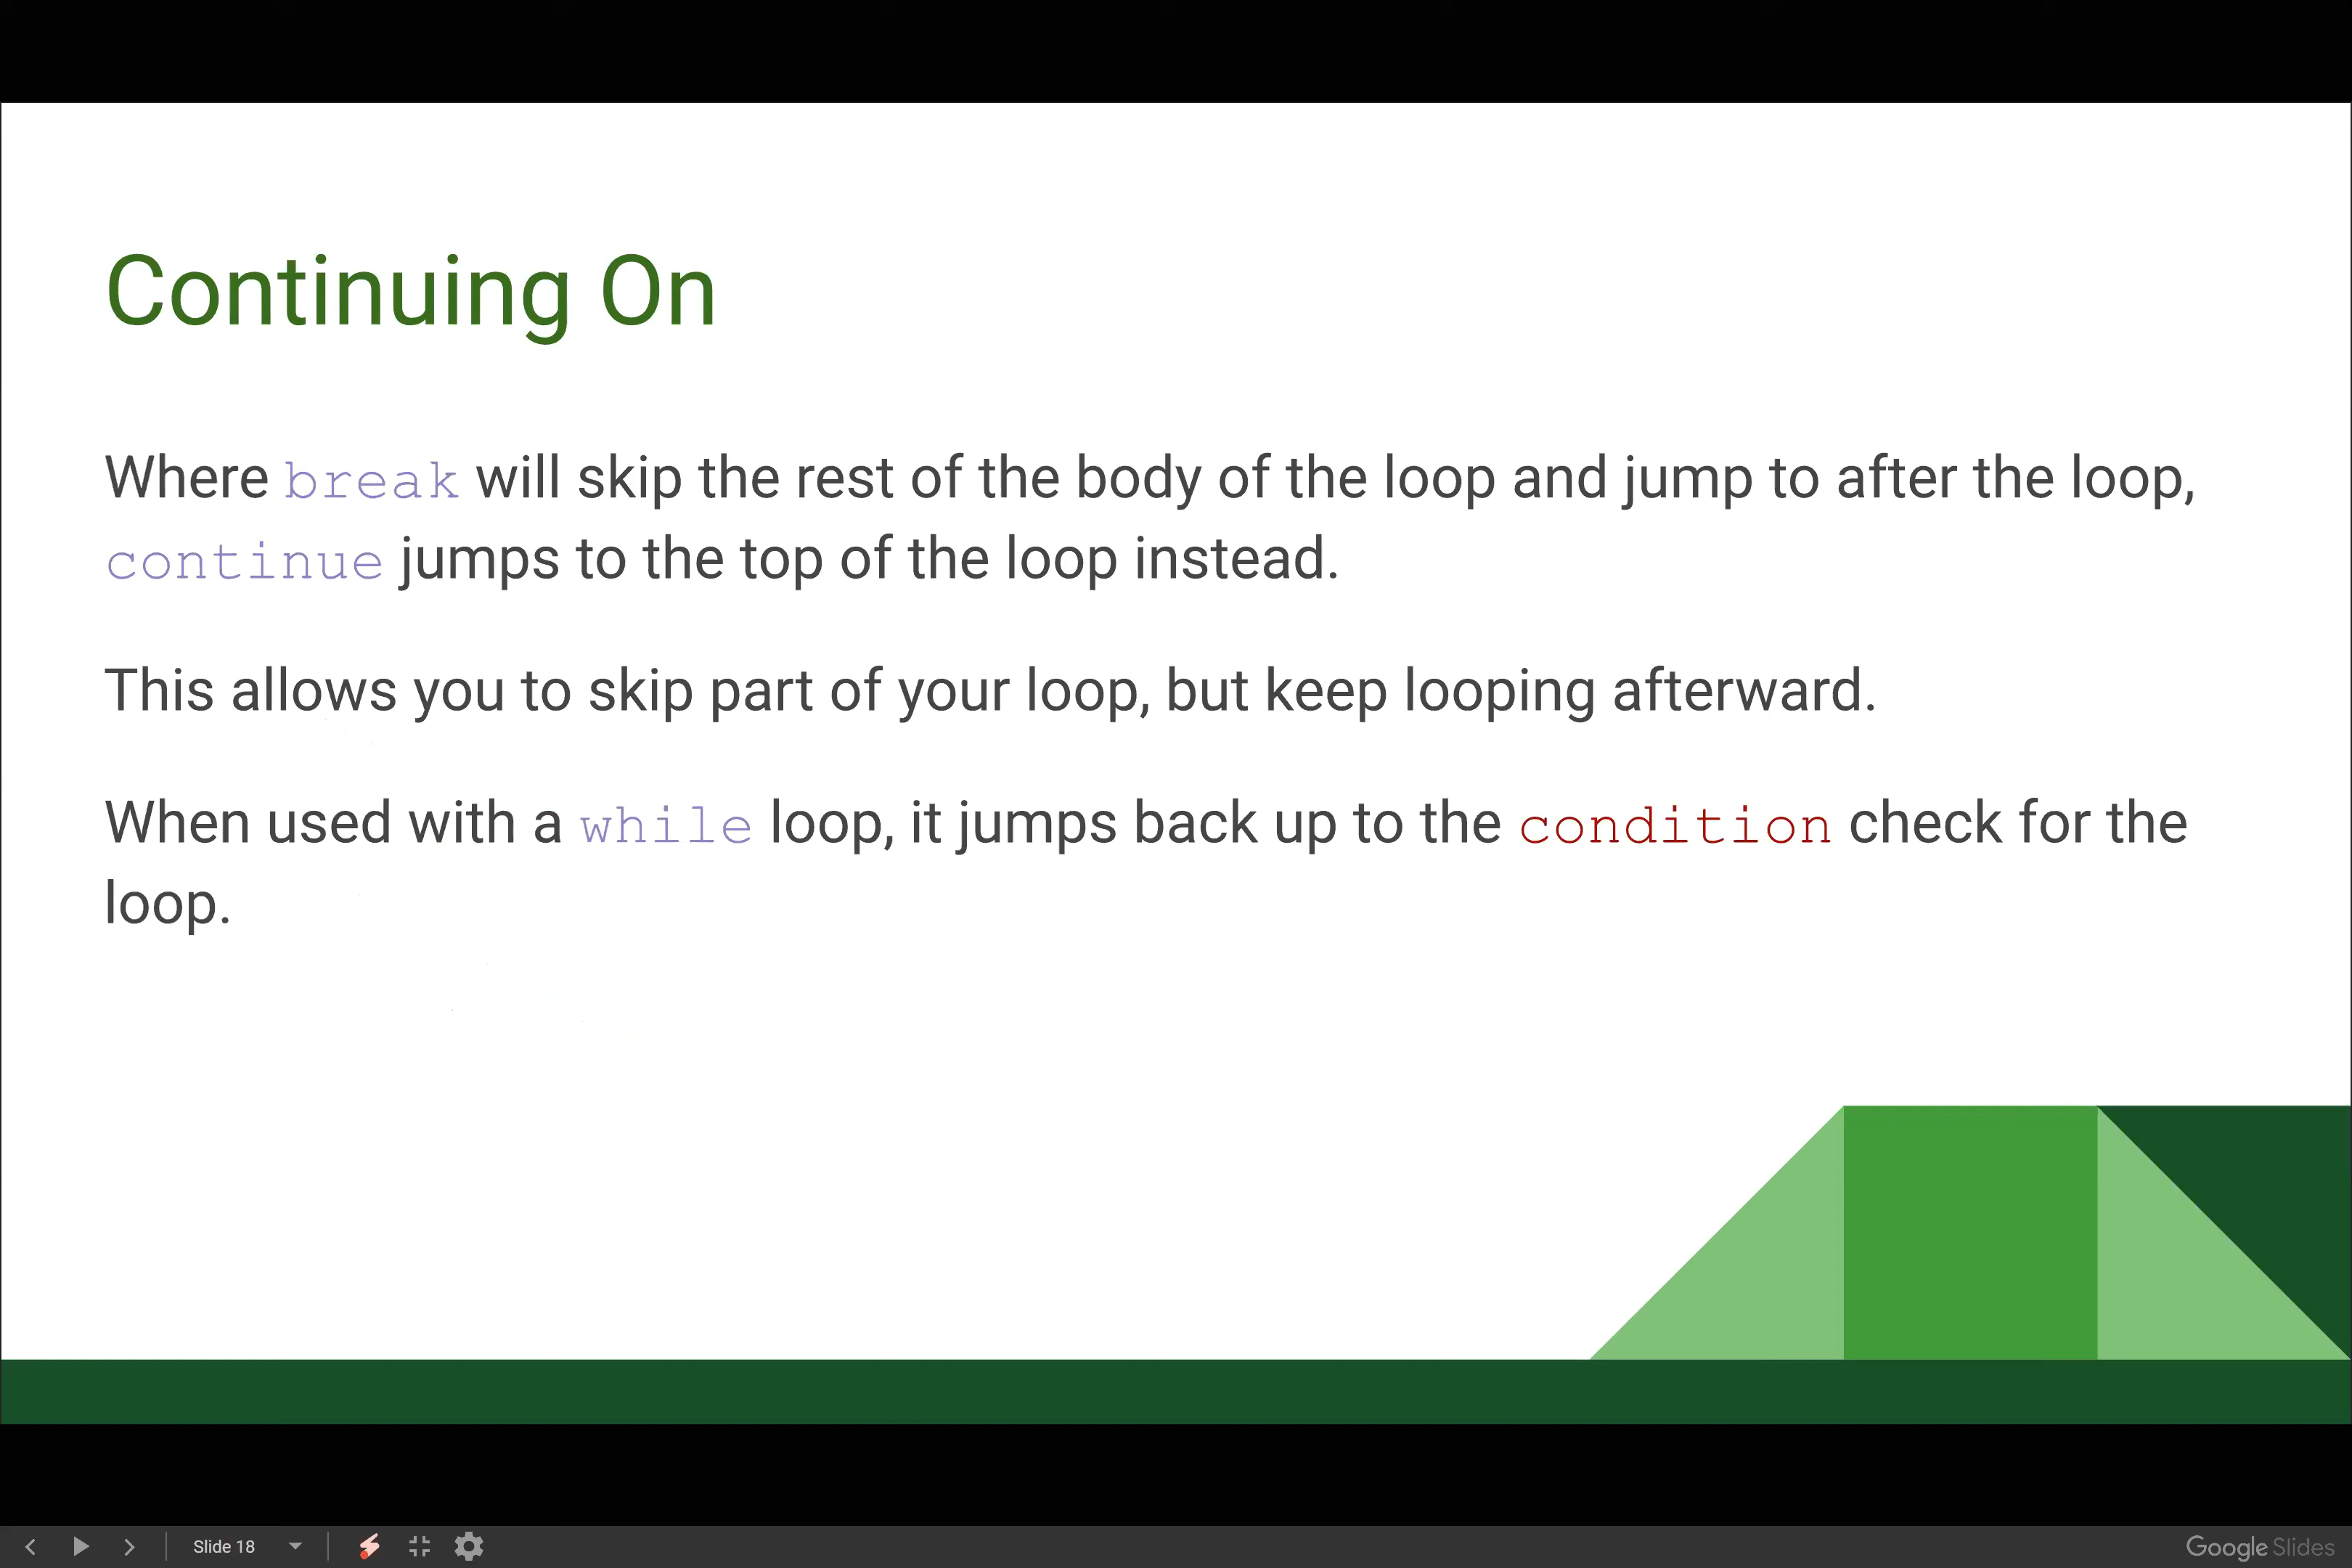 Continuing On
Where break will skip the rest of the body of the loop and jump to after the loop,
continue jumps to the top of the loop instead.
This allows you to skip part of your loop, but keep looping afterward.
When used with a while loop, it jumps back up to the condition check for the
loop.
Slide 18
Google Slides